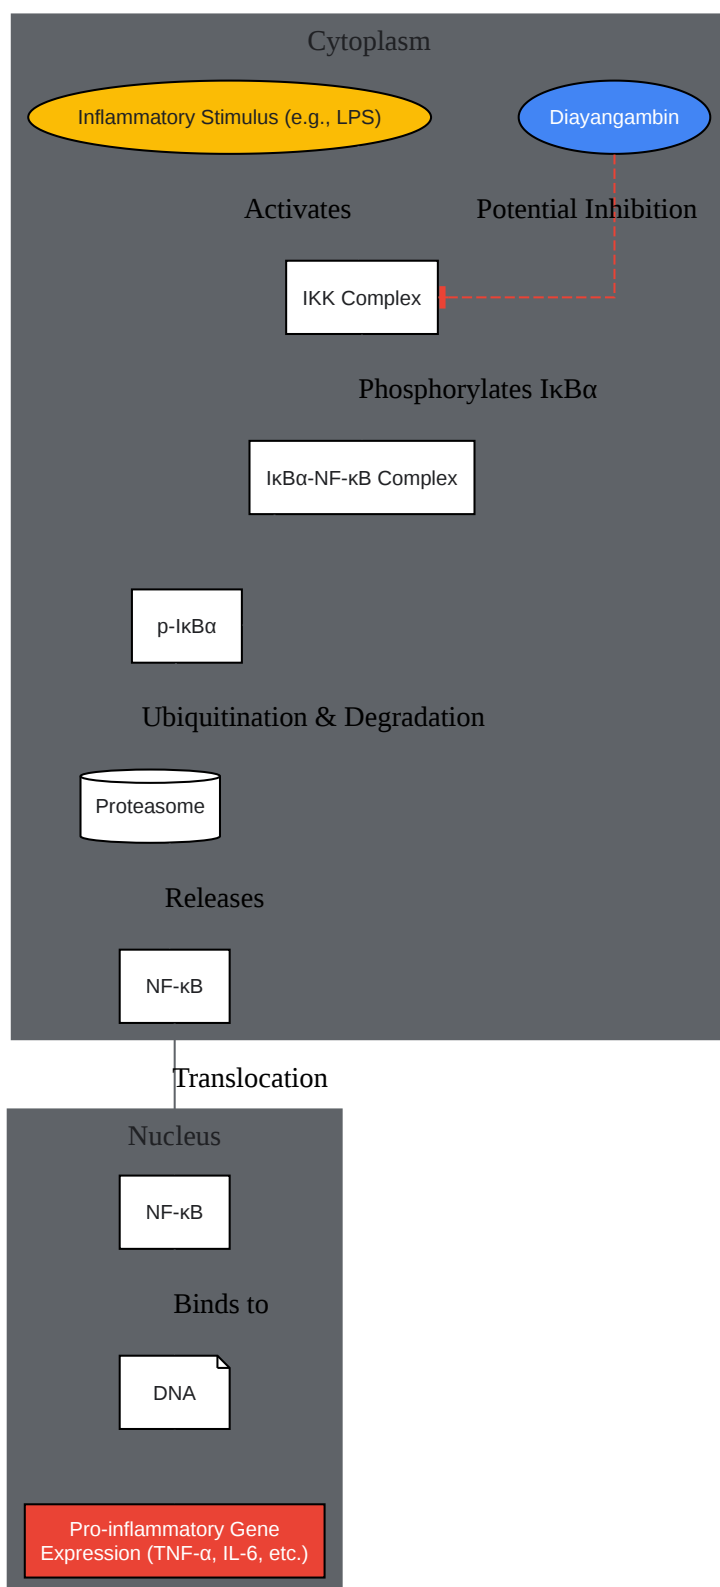 Cytoplasm
Inflammatory Stimulus (e.g., LPS)
Diayangambin
Activates
Potential Inhibition
IKK Complex
Phosphorylates IκBα
IκBα-NF-κB Complex
p-IκBα
Ubiquitination & Degradation
Proteasome
Releases
NF-κB
Translocation
Nucleus
NF-κB
Binds to
DNA
Pro-inflammatory Gene
Expression (TNF-α, IL-6, etc.)